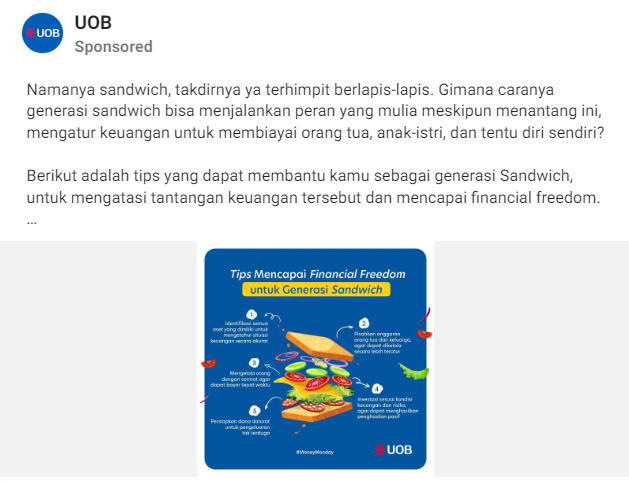 UOB
UOB
Sponsored
Namanya sandwich, takdirnya ya terhimpit berlapis-lapis. Gimana caranya
generasi sandwich bisa menjalankan peran yang mulia meskipun menantang ini,
mengatur keuangan untuk membiayai orang tua, anak-istri, dan tentu diri sendiri?
Berikut adalah tips yang dapat membantu kamu sebagai generasi Sandwich,
untuk mengatasi tantangan keuangan tersebut dan mencapai financial freedom.
...
Tips Mencapai Financial Freedom
untuk Generasi Sandwich
1
Identifikasi semua
aset yang dimiliki untuk
mengetahui situasi
keuangan secara akurat
2
Pisahkan anggaran
orang tua dan keluarga,
agar dapat dikelola
secara lebih teratur
3
Mengelola utang
dengan cermat agar
dapat bayar tepat waktu
4
Investasi sesuai kondisi
keuangan dan risiko,
agar dapat menghasilkan
penghasilan pasif
5
Persiapkan dana darurat
untuk pengeluaran
tak terduga
#MoneyMonday
UOB